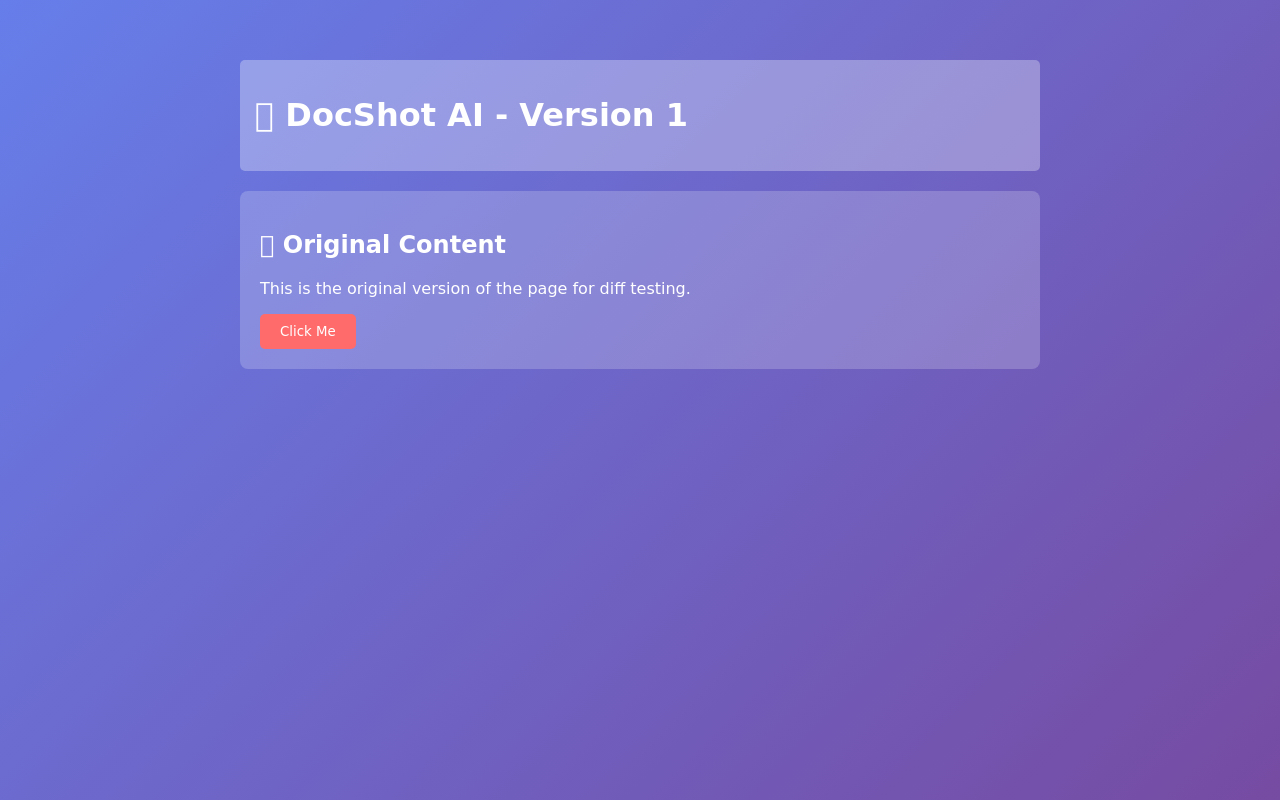 DocShot AI - Version 1
Original Content
This is the original version of the page for diff testing.
Click Me